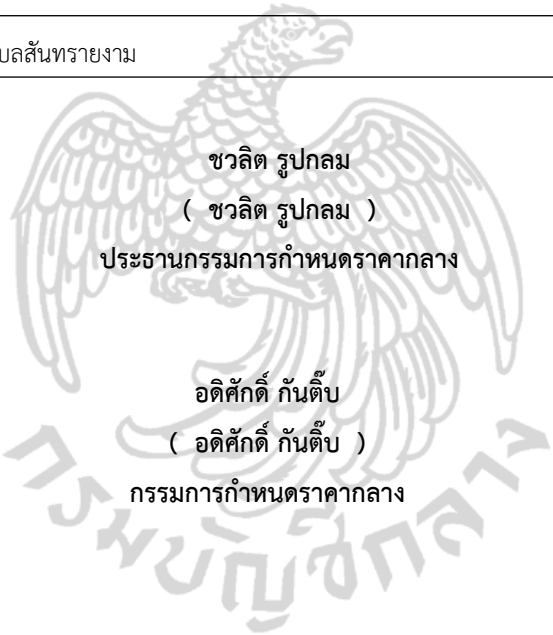 บลสันทรายงาม
ชวลิต รูปกลม
( ชวลิต รูปกลม )
ประธานกรรมการกำหนดราคากลาง
อดิศักดิ์ กันติ๊บ
( อดิศักดิ์ กันติ๊บ )
กรรมการกำหนดราคากลาง
กรมบัญชีกลาง